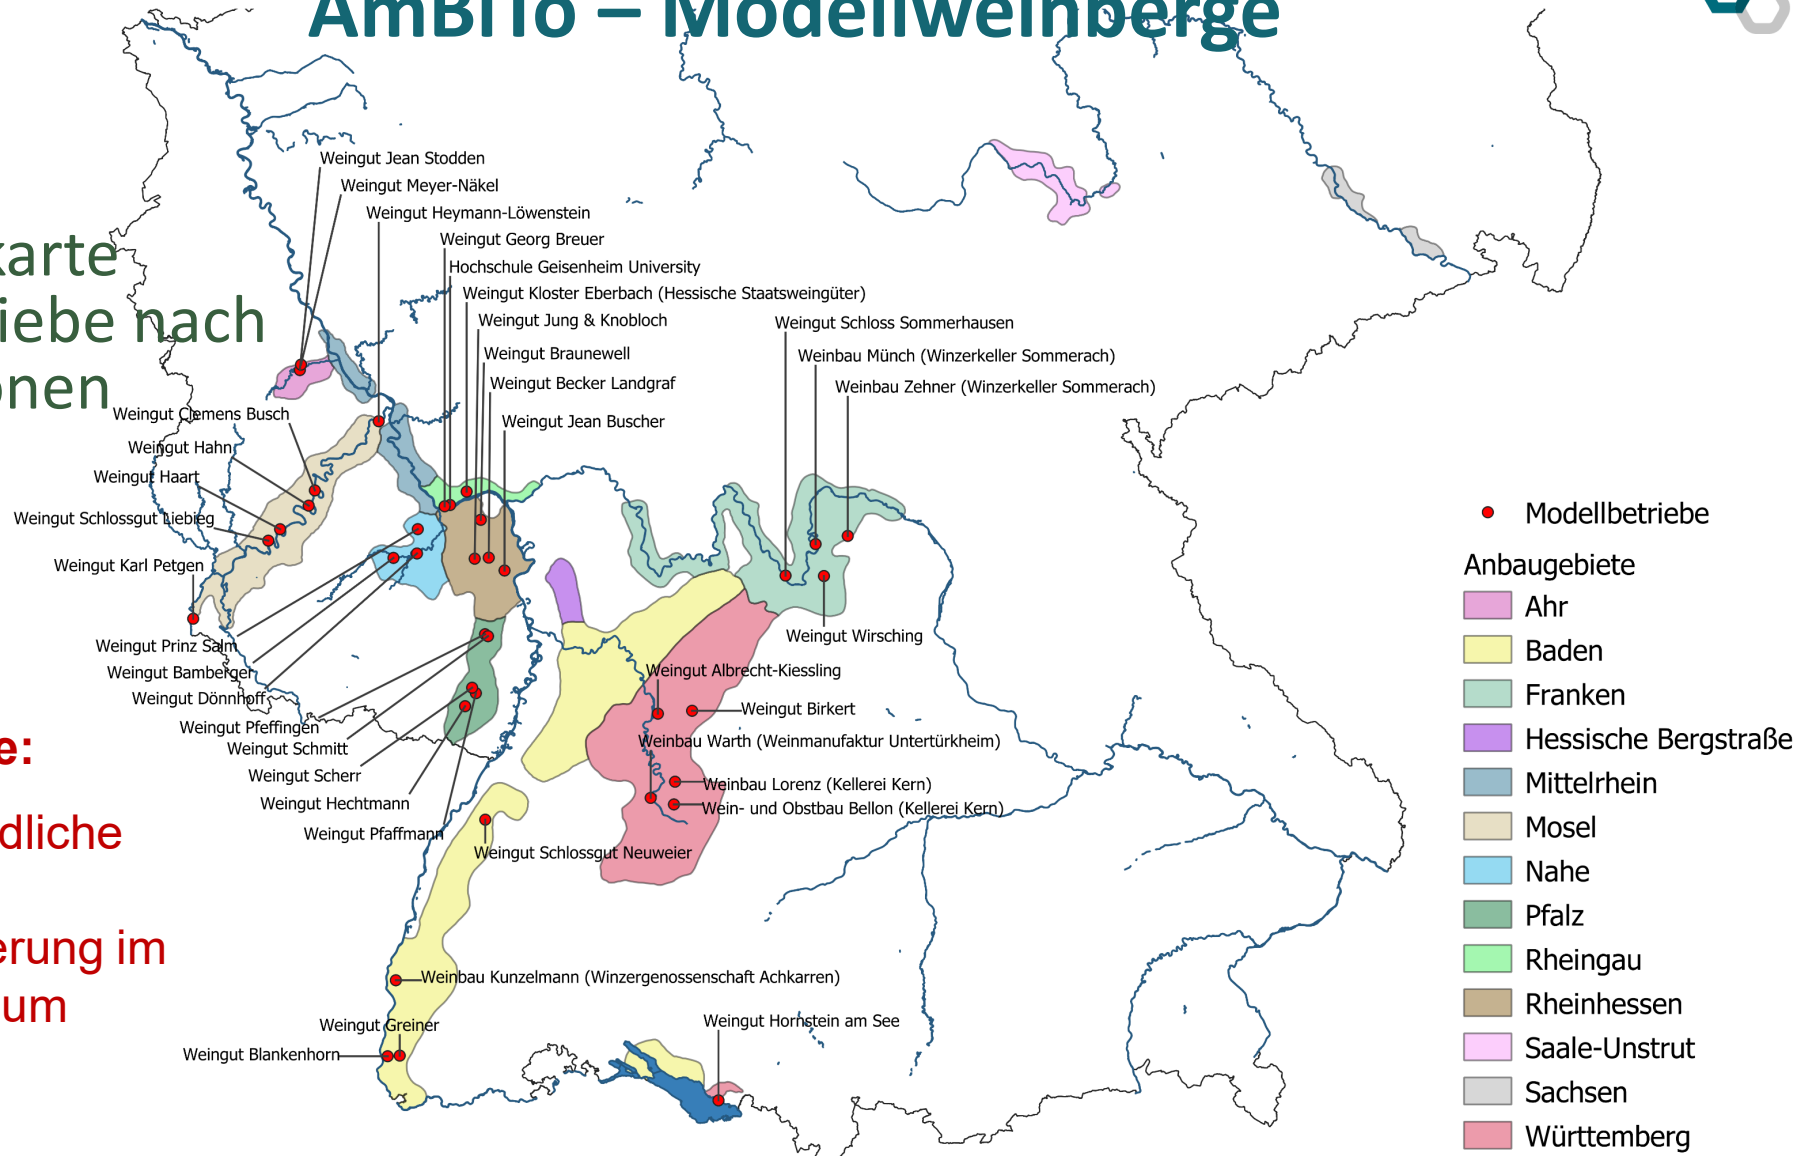 AmBiTo – Modellweinberge
karte
iebe nach
onen
e:
dliche
erung im
um
Weingut Jean Stodden
Weingut Meyer-Näkel
Weingut Heymann-Löwenstein
Weingut Georg Breuer
Hochschule Geisenheim University
Weingut Kloster Eberbach (Hessische Staatsweingüter)
Weingut Jung & Knobloch
Weingut Braunewell
Weingut Becker Landgraf
Weingut Jean Buscher
Weingut Schloss Sommerhausen
Weinbau Münch (Winzerkeller Sommerach)
Weinbau Zehner (Winzerkeller Sommerach)
Weingut Clemens Busch
Weingut Hahn
Weingut Haart
Weingut Schlossgut Liebieg
Weingut Karl Petgen
Weingut Prinz Salm
Weingut Bamberger
Weingut Dönnhoff
Weingut Pfeffingen
Weingut Schmitt
Weingut Scherr
Weingut Hechtmann
Weingut Pfaffmann
Weingut Wirsching
Weingut Albrecht-Kiessling
Weingut Birkert
Weinbau Warth (Weinmanufaktur Untertürkheim)
Weinbau Lorenz (Kellerei Kern)
Wein- und Obstbau Bellon (Kellerei Kern)
Weingut Schlossgut Neuweier
Weinbau Kunzelmann (Winzergenossenschaft Achkarren)
Weingut Greiner
Weingut Blankenhorn
Weingut Hornstein am See
Modellbetriebe
Anbaugebiete
Ahr
Baden
Franken
Hessische Bergstraße
Mittelrhein
Mosel
Nahe
Pfalz
Rheingau
Rheinhessen
Saale-Unstrut
Sachsen
Württemberg